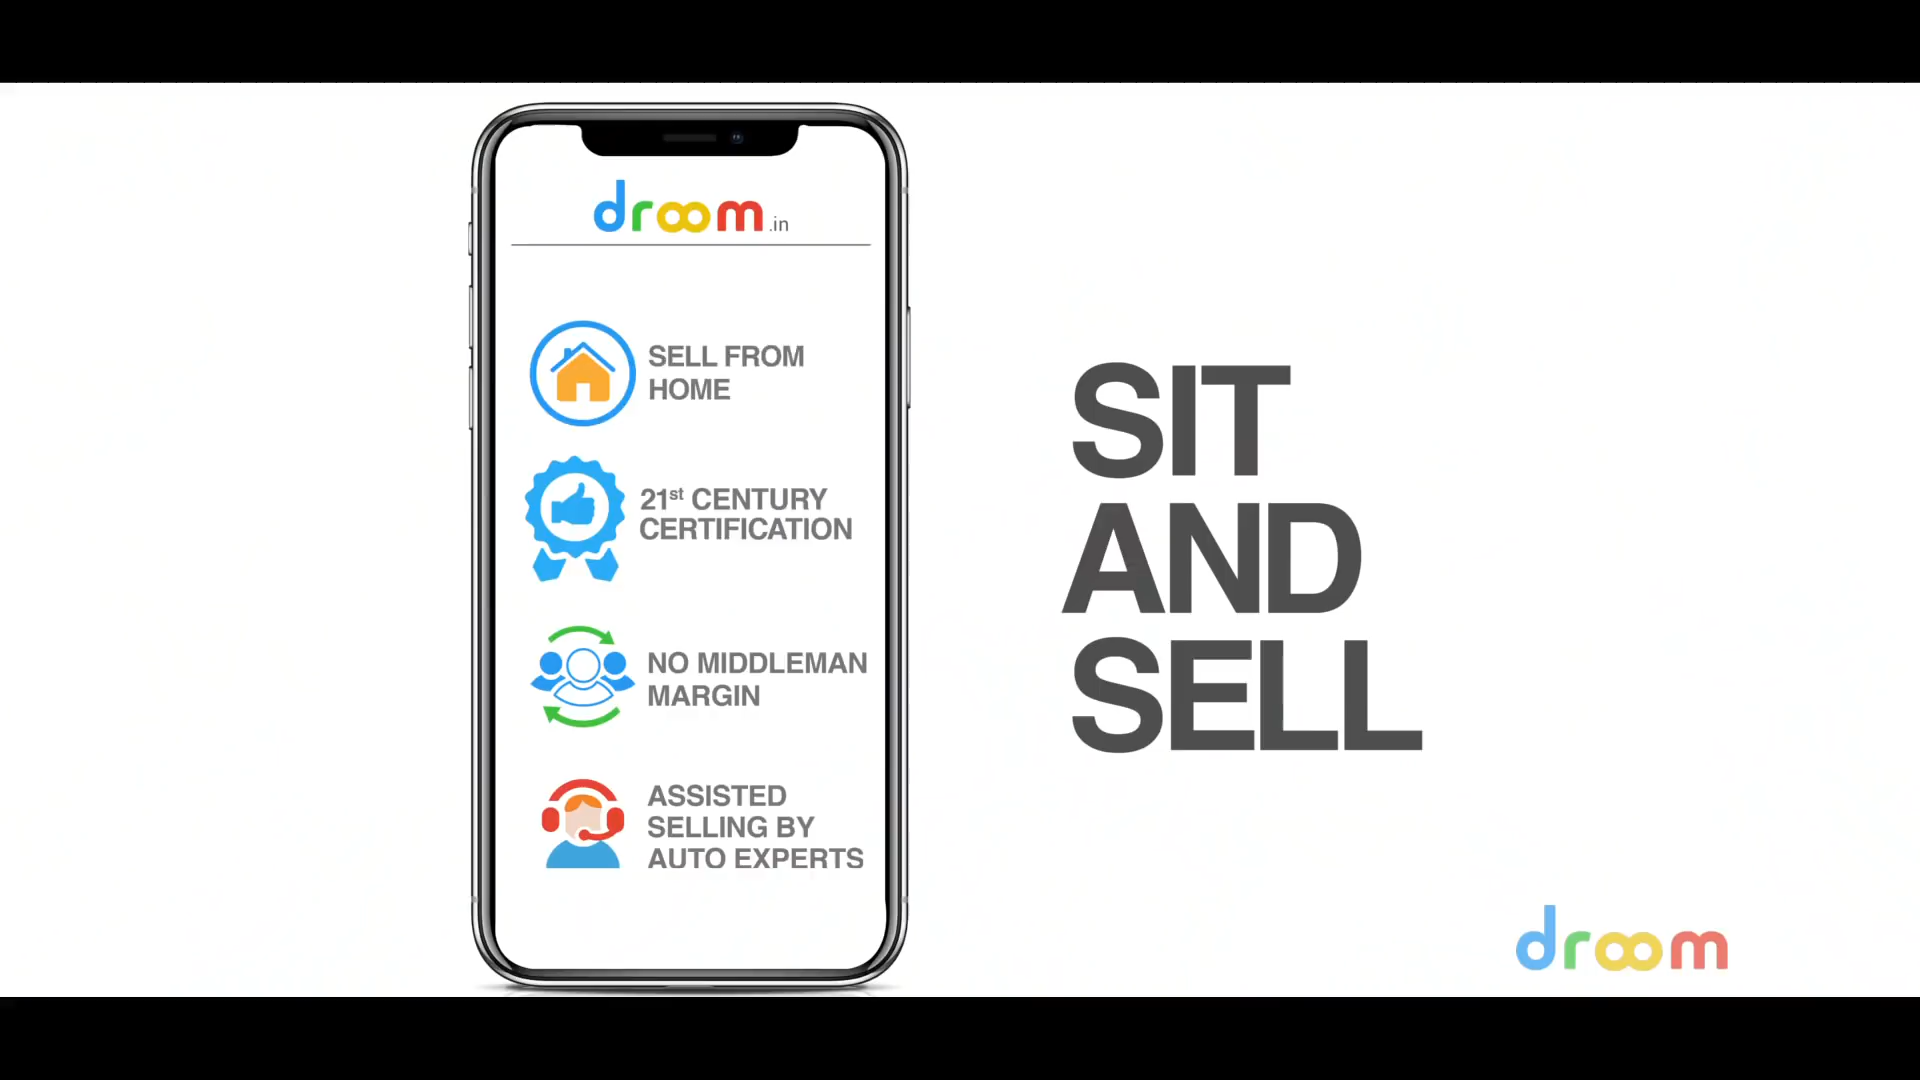 droom.in
SELL FROM
HOME
21st CENTURY
CERTIFICATION
NO MIDDLEMAN
MARGIN
ASSISTED
SELLING BY
AUTO EXPERTS
SIT
AND
SELL
droom